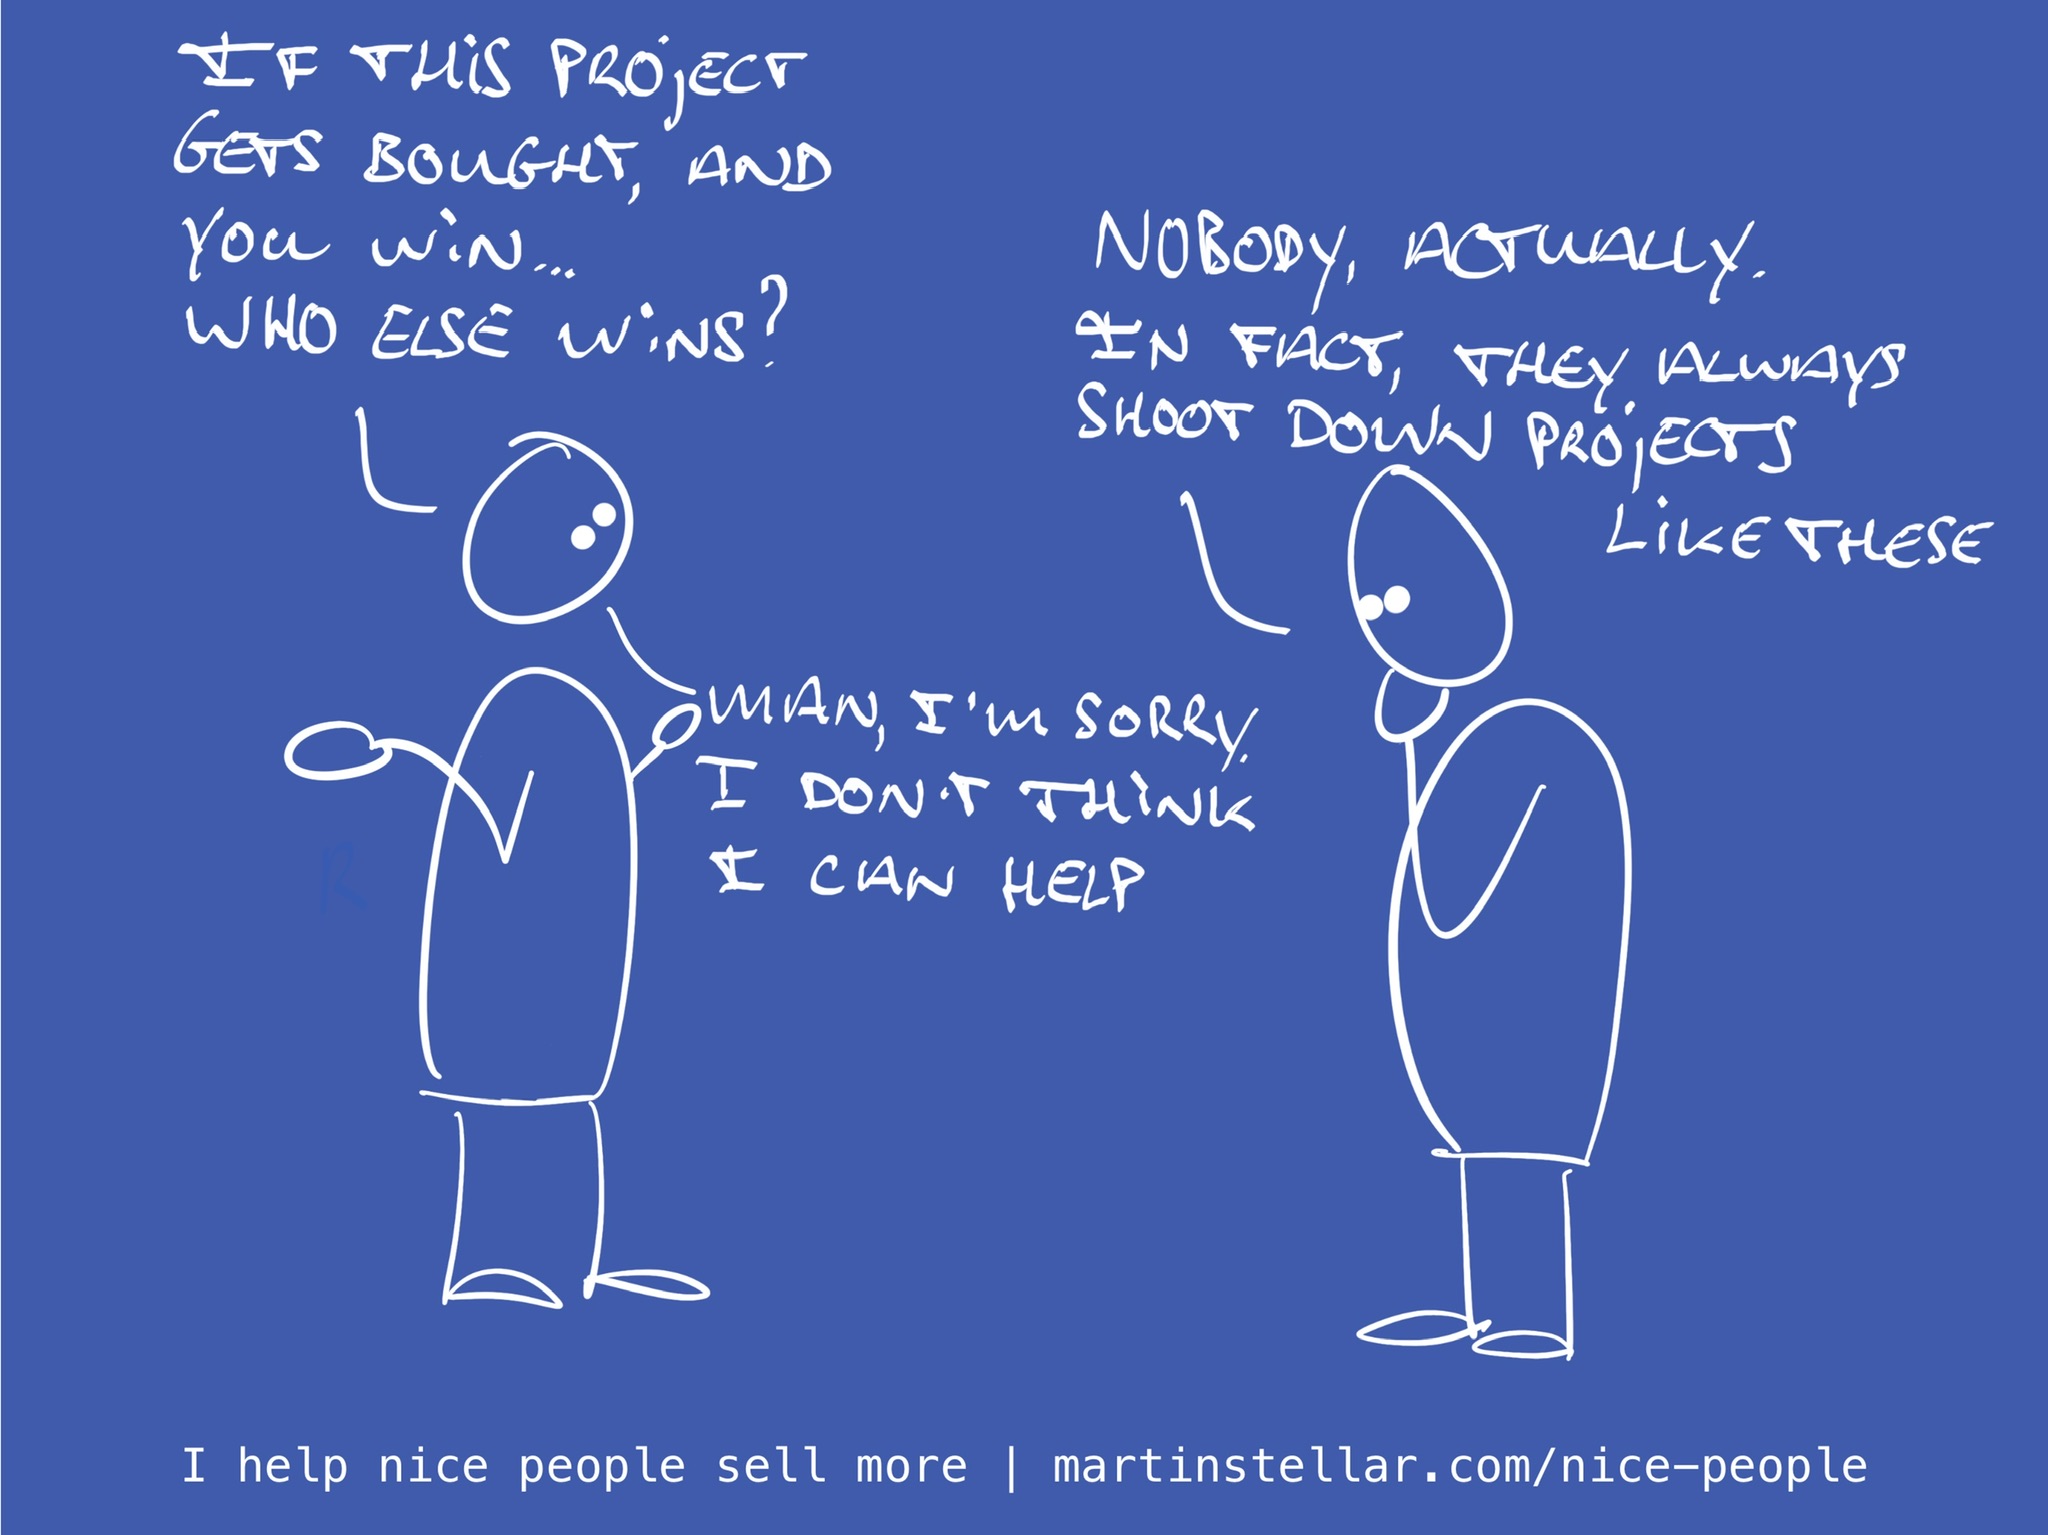 IF THIS PROJECT
GETS BOUGHT, AND
YOU WIN...
WHO ELSE WINS?
NOBODY, ACTUALLY.
IN FACT, THEY ALWAYS
SHOOT DOWN PROJECTS
LIKE THESE
MAN, I'M SORRY.
I DON'T THINK
I CAN HELP
R
I help nice people sell more | martinstellar.com/nice-people